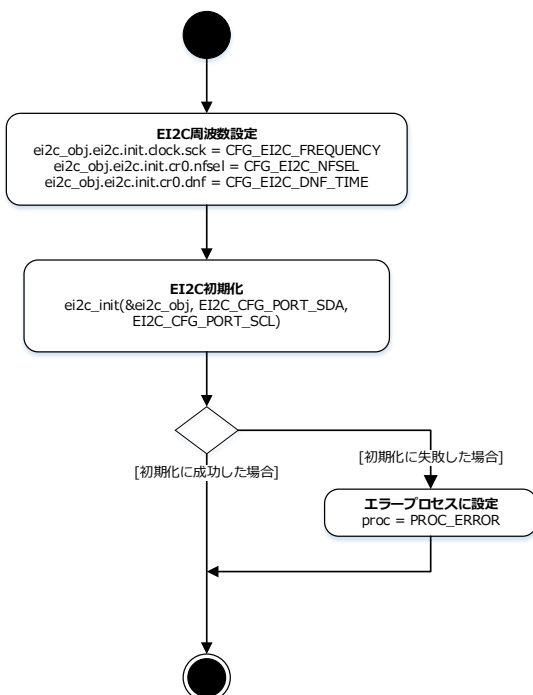 EI2C周波数設定
ei2c_obj.ei2c.init.clock.sck = CFG_EI2C_FREQUENCY
ei2c_obj.ei2c.init.cr0.nfsel = CFG_EI2C_NFSEL
ei2c_obj.ei2c.init.cr0.dnf = CFG_EI2C_DNF_TIME
EI2C初期化
ei2c_init(&ei2c_obj, EI2C_CFG_PORT_SDA,
EI2C_CFG_PORT_SCL)
[初期化に失敗した場合]
[初期化に成功した場合]
エラープロセスに設定
proc = PROC_ERROR